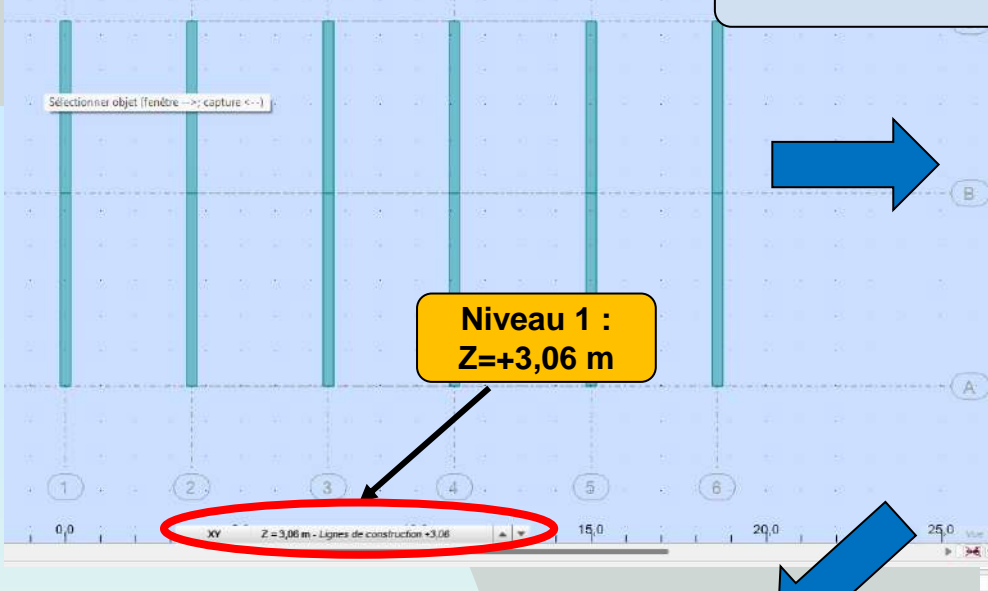 Sélectionner objet (fenêtre -->; capture <--)
B
Niveau 1 :
Z=+3,06 m
A
1 2 3 4 5 6
0,0 15,0 20,0 25,0
XY Z = 3,06 m - Lignes de construction +3,06
Vue